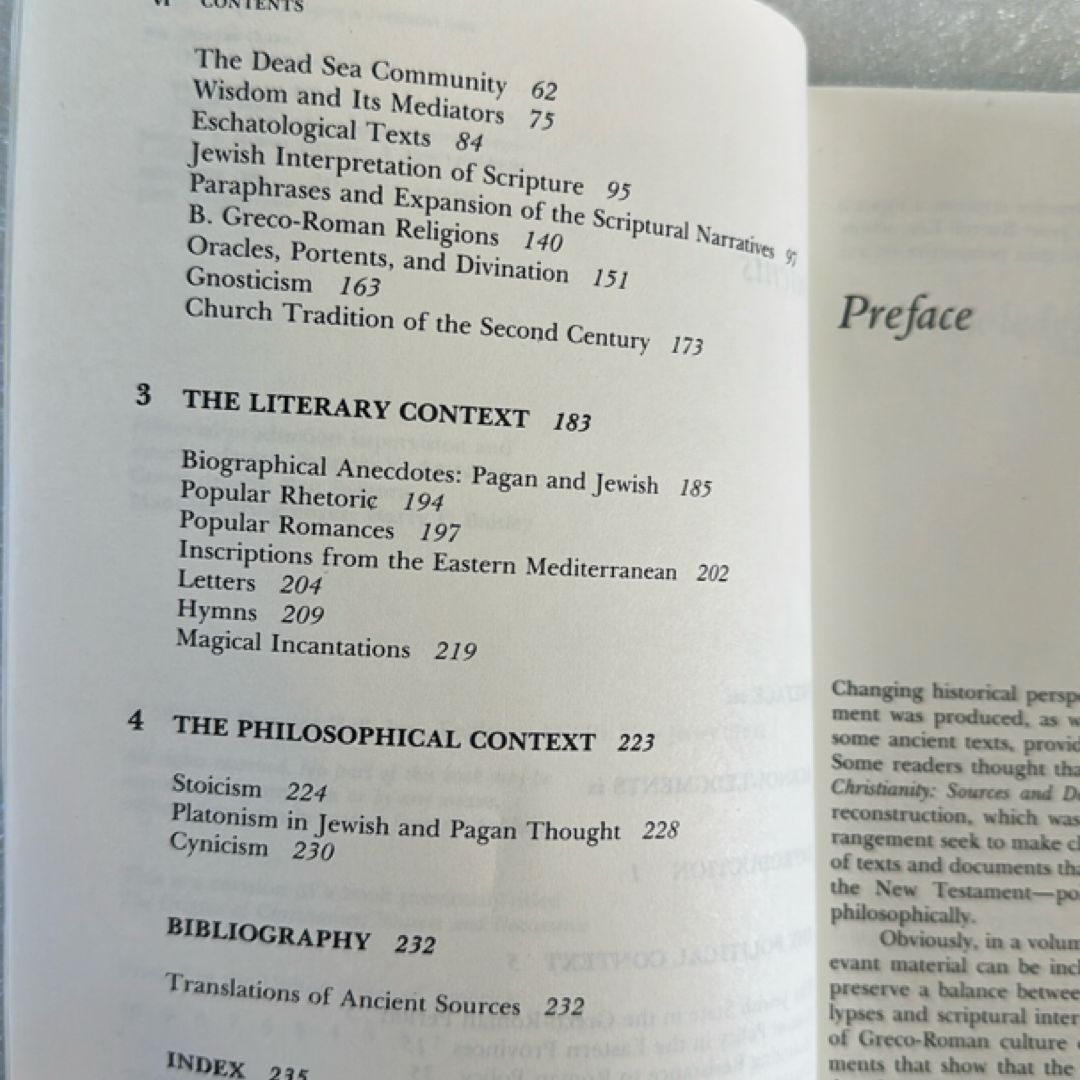 vi CONTENTS
The Dead Sea Community 62
Wisdom and Its Mediators 75
Eschatological Texts 84
Jewish Interpretation of Scripture 95
Paraphrases and Expansion of the Scriptural Narratives 97
B. Greco-Roman Religions 140
Oracles, Portents, and Divination 151
Gnosticism 163
Church Tradition of the Second Century 173
3 THE LITERARY CONTEXT 183
Biographical Anecdotes: Pagan and Jewish 185
Popular Rhetoric 194
Popular Romances 197
Inscriptions from the Eastern Mediterranean 202
Letters 204
Hymns 209
Magical Incantations 219
4 THE PHILOSOPHICAL CONTEXT 223
Stoicism 224
Platonism in Jewish and Pagan Thought 228
Cynicism 230
BIBLIOGRAPHY 232
Translations of Ancient Sources 232
INDEX 235
Preface
Changing historical persp
ment was produced, as w
some ancient texts, provid
Some readers thought tha
Christianity: Sources and D
reconstruction, which was
rangement seek to make cl
of texts and documents tha
the New Testament—po
philosophically.
Obviously, in a volum
evant material can be incl
preserve a balance betwee
lypses and scriptural inter
of Greco-Roman culture
ments that show that the